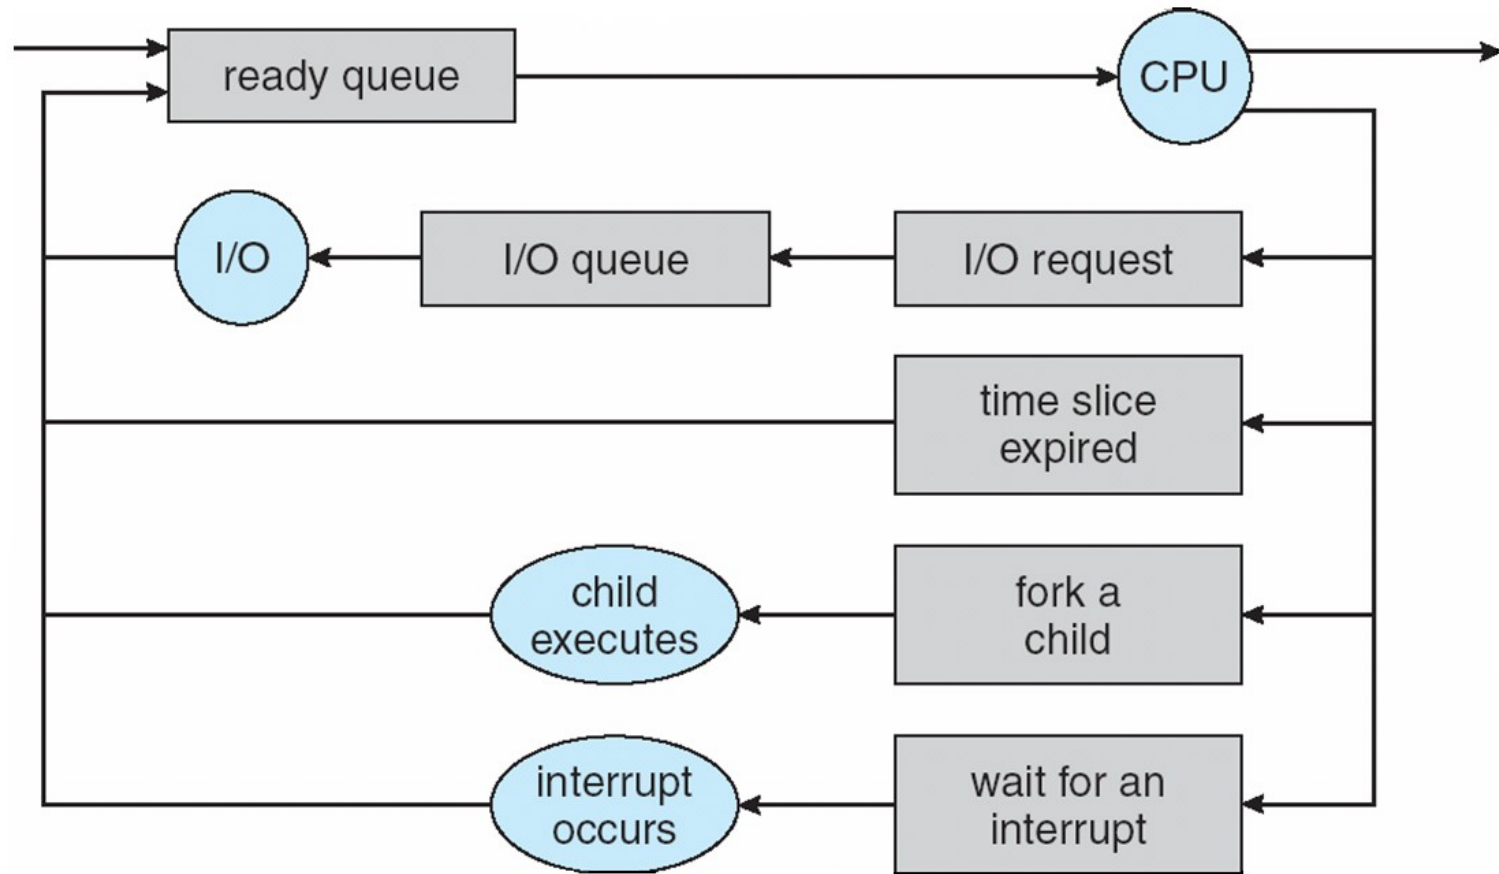 ready queue
CPU
I/O
I/O queue
I/O request
time slice
expired
child
executes
fork a
child
interrupt
occurs
wait for an
interrupt